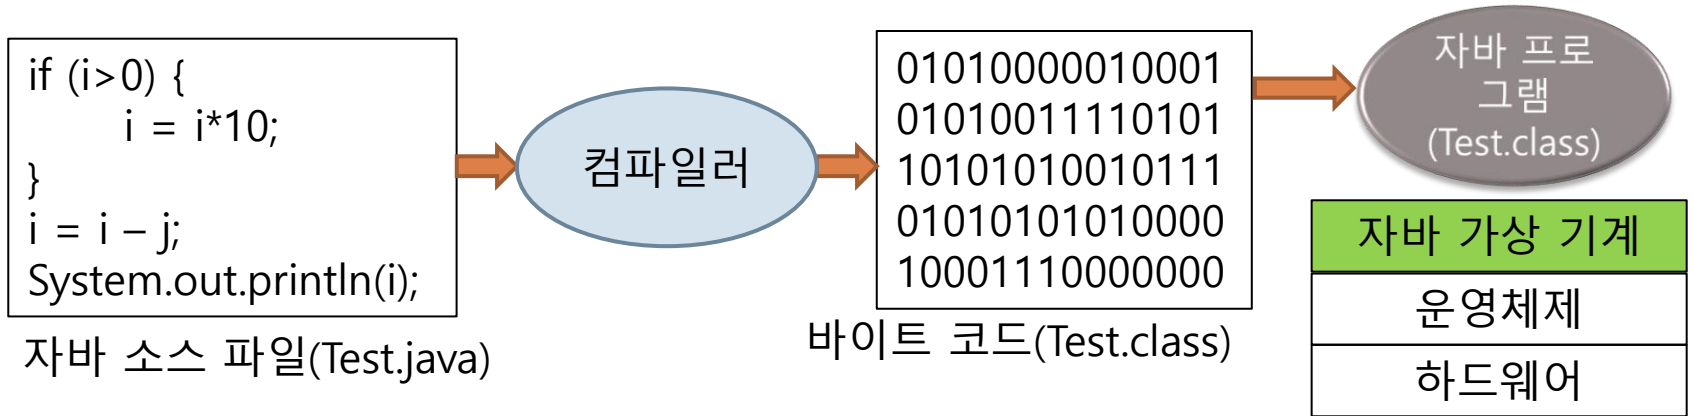 if (i>0) {
i = i*10;
}
i = i – j;
System.out.println(i);
자바 소스 파일(Test.java)
컴파일러
01010000010001
01010011110101
10101010010111
01010101010000
10001110000000
바이트 코드(Test.class)
자바 프로
그램
(Test.class)
자바 가상 기계
운영체제
하드웨어